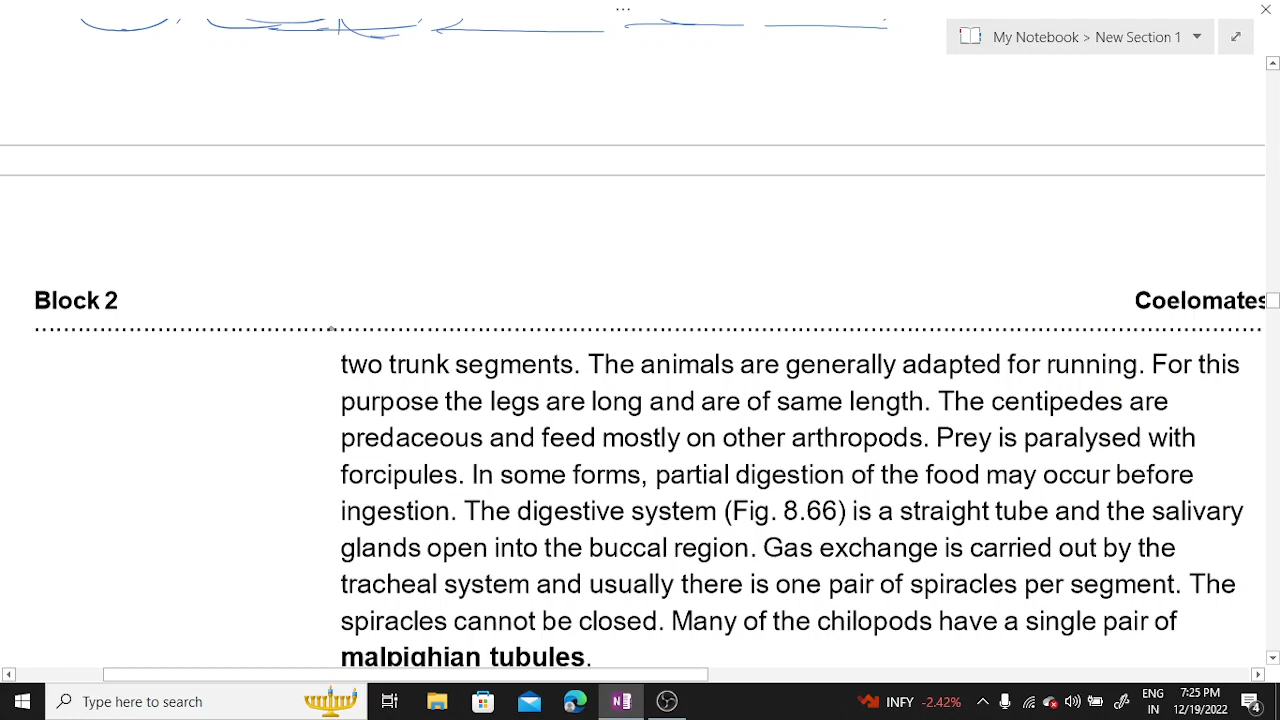 ...
My Notebook > New Section 1
Block 2
Coelomates
two trunk segments. The animals are generally adapted for running. For this
purpose the legs are long and are of same length. The centipedes are
predaceous and feed mostly on other arthropods. Prey is paralysed with
forcipules. In some forms, partial digestion of the food may occur before
ingestion. The digestive system (Fig. 8.66) is a straight tube and the salivary
glands open into the buccal region. Gas exchange is carried out by the
tracheal system and usually there is one pair of spiracles per segment. The
spiracles cannot be closed. Many of the chilopods have a single pair of
malpighian tubules.
Type here to search
INFY -2.42%
ENG
IN
7:25 PM
12/19/2022
4